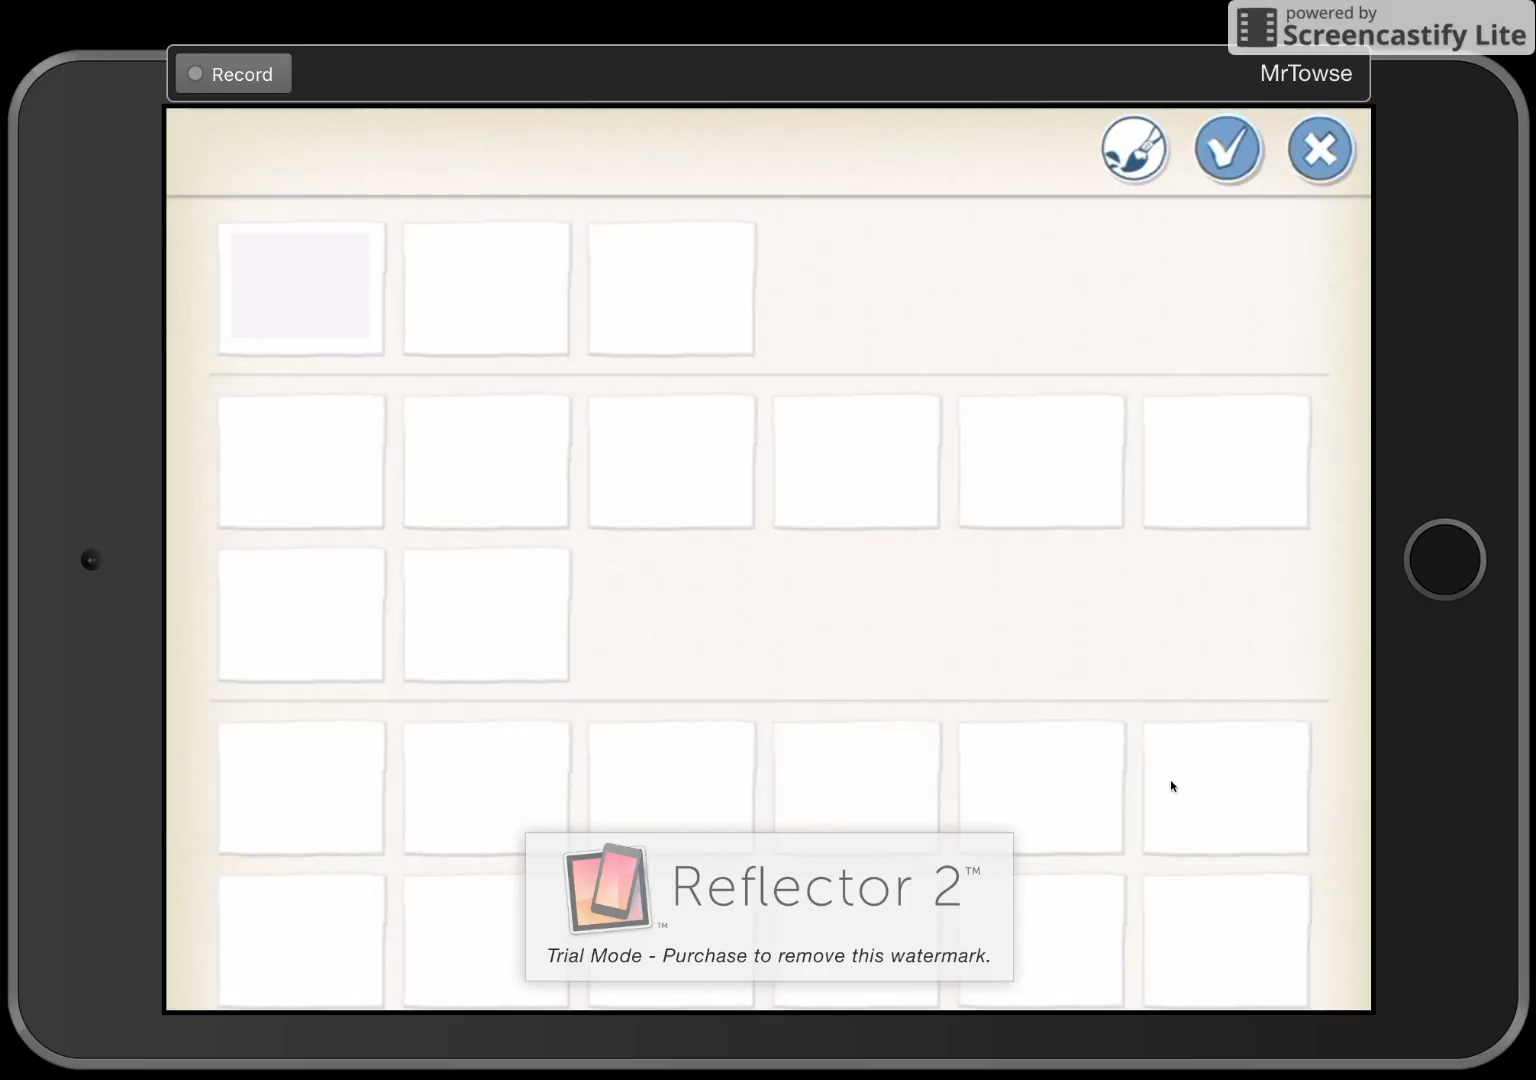 powered by
Screencastify Lite
Record
MrTowse
Reflector 2™
™
Trial Mode - Purchase to remove this watermark.